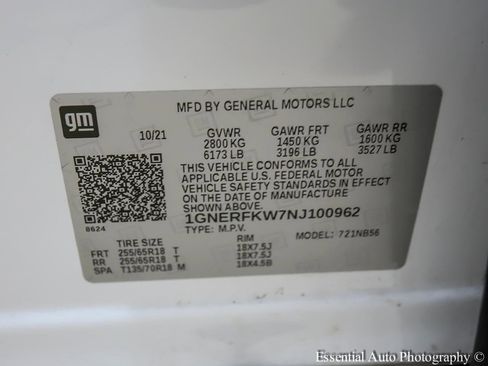 MFD BY GENERAL MOTORS LLC
gm
10/21 GVWR GAWR FRT GAWR RR
2800 KG 1450 KG 1600 KG
6173 LB 3196 LB 3527 LB
THIS VEHICLE CONFORMS TO ALL
APPLICABLE U.S. FEDERAL MOTOR
VEHICLE SAFETY STANDARDS IN EFFECT
ON THE DATE OF MANUFACTURE
SHOWN ABOVE.
1GNERFKW7NJ100962
8624
TYPE: M.P.V. MODEL: 721NB56
TIRE SIZE RIM
FRT 255/65R18 T 18X7.5J
RR 255/65R18 T 18X7.5J
SPA T135/70R18 M 18X4.5B
Essential Auto Photography © 2024